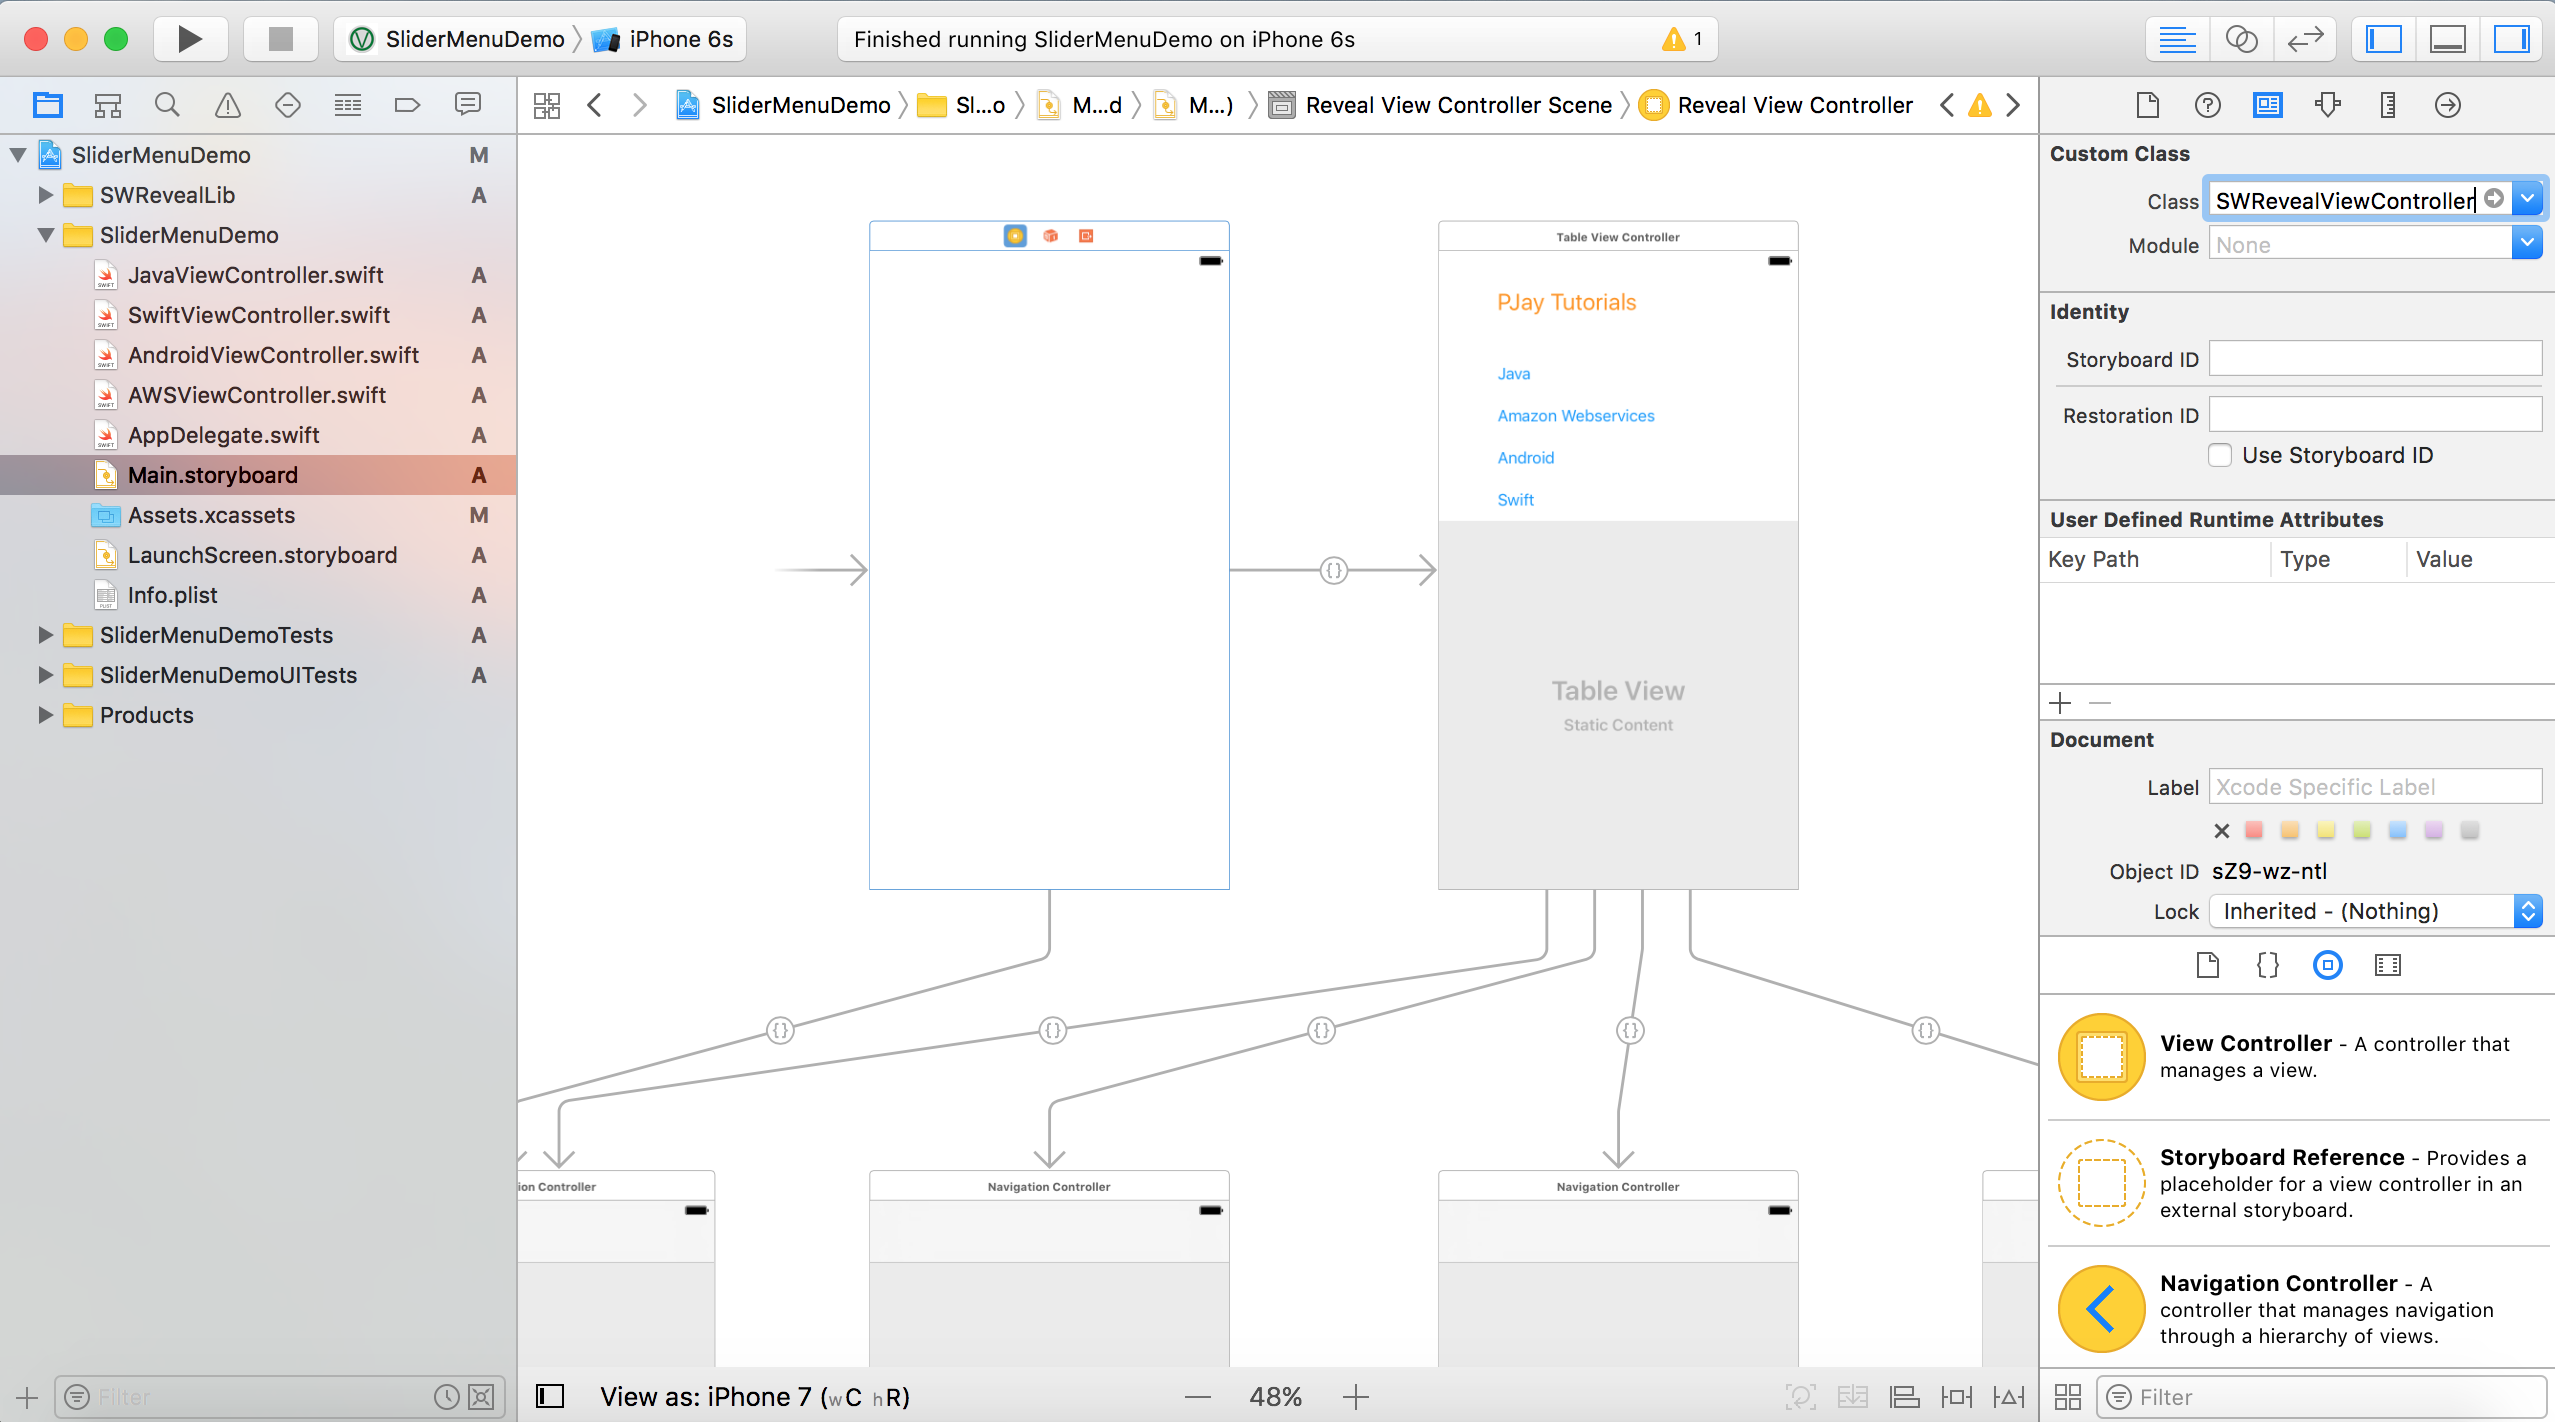 SliderMenuDemo iPhone 6s
Finished running SliderMenuDemo on iPhone 6s 1
SliderMenuDemo Sl...o M...d M...) Reveal View Controller Scene Reveal View Controller
SliderMenuDemo M
SWRevealLib A
SliderMenuDemo
JavaViewController.swift A
SwiftViewController.swift A
AndroidViewController.swift A
AWSViewController.swift A
AppDelegate.swift A
Main.storyboard A
Assets.xcassets M
LaunchScreen.storyboard A
Info.plist A
SliderMenuDemoTests A
SliderMenuDemoUITests A
Products
Filter
Table View Controller
PJay Tutorials
Java
Amazon Webservices
Android
Swift
Table View
Static Content
ion Controller
Navigation Controller
Navigation Controller
View as: iPhone 7 (wC hR)
48%
Custom Class
Class SWRevealViewController
Module None
Identity
Storyboard ID
Restoration ID
Use Storyboard ID
User Defined Runtime Attributes
Key Path Type Value
Document
Label Xcode Specific Label
Object ID sZ9-wz-ntl
Lock Inherited - (Nothing)
View Controller - A controller that
manages a view.
Storyboard Reference - Provides a
placeholder for a view controller in an
external storyboard.
Navigation Controller - A
controller that manages navigation
through a hierarchy of views.
Filter